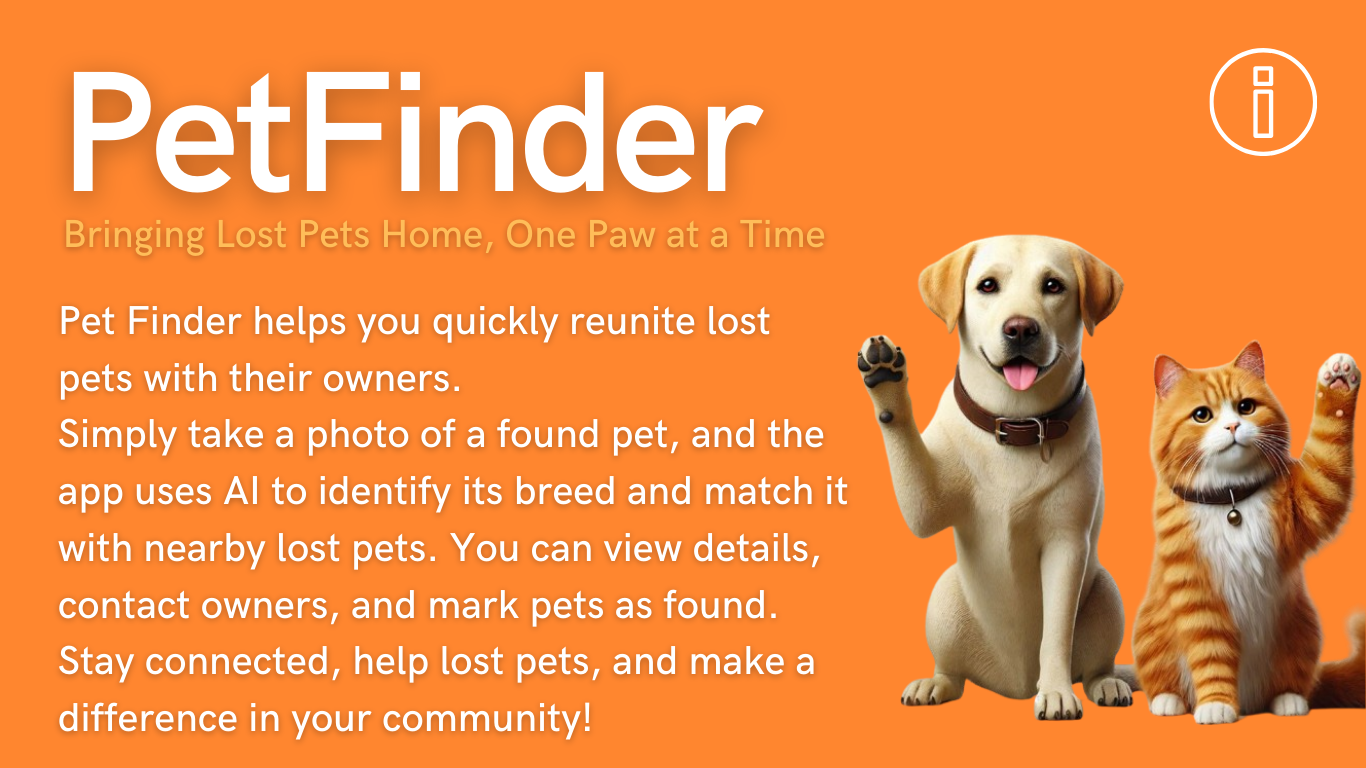 PetFinder
Bringing Lost Pets Home, One Paw at a Time
Pet Finder helps you quickly reunite lost
pets with their owners.
Simply take a photo of a found pet, and the
app uses AI to identify its breed and match it
with nearby lost pets. You can view details,
contact owners, and mark pets as found.
Stay connected, help lost pets, and make a
difference in your community!